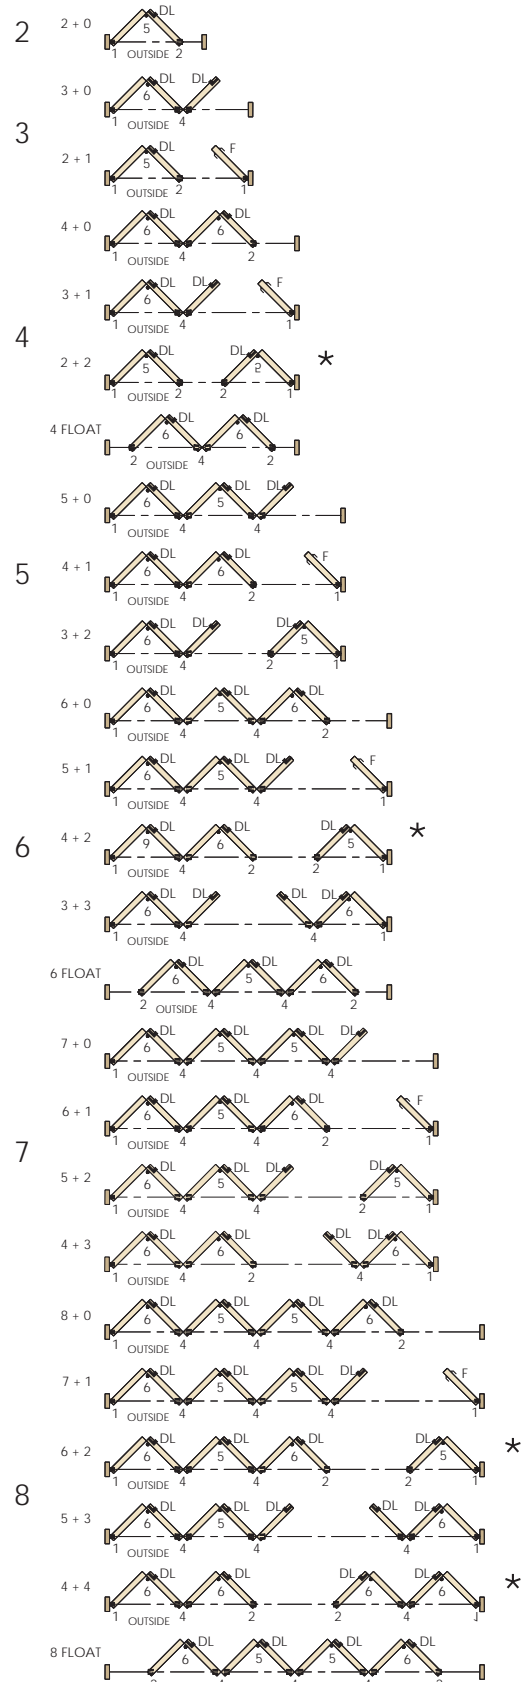 DL
2 + 0 5
2
1 OUTSIDE 2
DL DL
3 + 0 6
1 OUTSIDE 4
3
DL F
2 + 1 5
1 OUTSIDE 2 1
DL DL
4 + 0 6 6
1 OUTSIDE 4 2
DL DL F
3 + 1 6
1 OUTSIDE 4 1
4
DL DL *
2 + 2 5
1 OUTSIDE 2 2 1
DL DL
4 FLOAT 6 6
2 OUTSIDE 4 2
DL DL DL
5 + 0 6 5
1 OUTSIDE 4 4
DL DL F
5 4 + 1 6 6
1 OUTSIDE 4 2 1
DL DL DL
3 + 2 6 5
1 OUTSIDE 4 2 1
DL DL DL
6 + 0 6 5 6
1 OUTSIDE 4 4 2
DL DL DL F
5 + 1 6 5
1 OUTSIDE 4 4 1
DL DL DL *
6 4 + 2 9 6 5
1 OUTSIDE 4 2 2 1
DL DL DL DL
3 + 3 6 6
1 OUTSIDE 4 4 1
DL DL DL
6 FLOAT 6 5 6
2 OUTSIDE 4 4 2
DL DL DL DL
7 + 0 6 5 5
1 OUTSIDE 4 4 4
DL DL DL F
6 + 1 6 5 6
1 OUTSIDE 4 4 2 1
7
DL DL DL DL
5 + 2 6 5 5
1 OUTSIDE 4 4 2 1
DL DL DL DL
4 + 3 6 6 6
1 OUTSIDE 4 2 4 1
DL DL DL DL
8 + 0 6 5 5 6
1 OUTSIDE 4 4 4 2
DL DL DL DL F
7 + 1 6 5 5
1 OUTSIDE 4 4 4 1
DL DL DL DL *
6 + 2 6 5 6 5
1 OUTSIDE 4 4 2 2 1
8
DL DL DL DL DL
5 + 3 6 5 6
1 OUTSIDE 4 4 4 1
DL DL DL DL *
4 + 4 6 6 6 6
1 OUTSIDE 4 2 2 4 1
DL DL DL DL
8 FLOAT 6 5 5 6